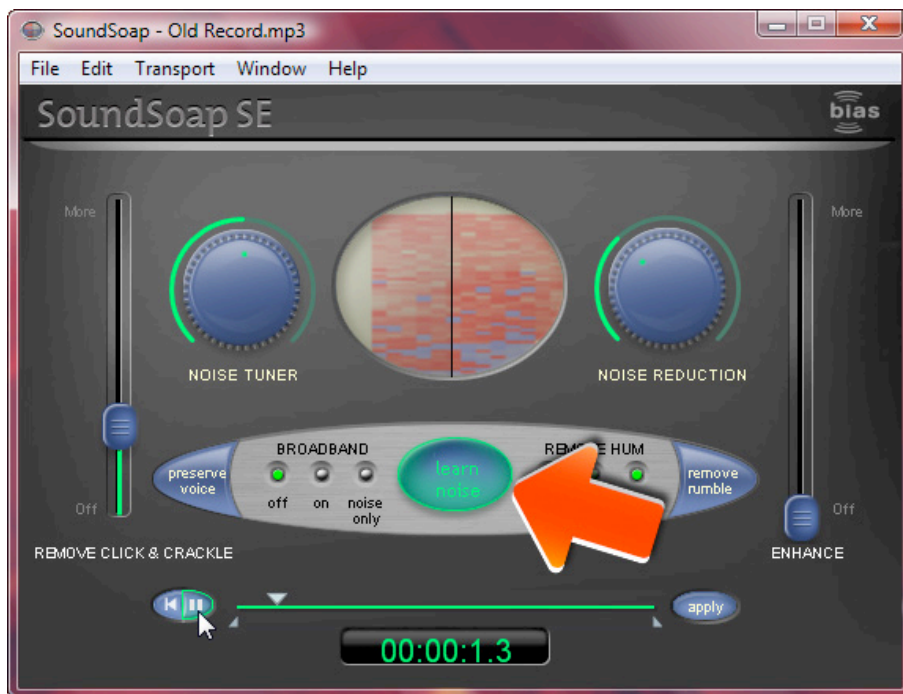 SoundSoap - Old Record.mp3
File Edit Transport Window Help
SoundSoap SE
bias
More
More
NOISE TUNER
NOISE REDUCTION
BROADBAND
HUM
preserve
voice
learn
noise
remove
rumble
off on noise
only
Off
Off
REMOVE CLICK & CRACKLE
ENHANCE
apply
00:00:1.3